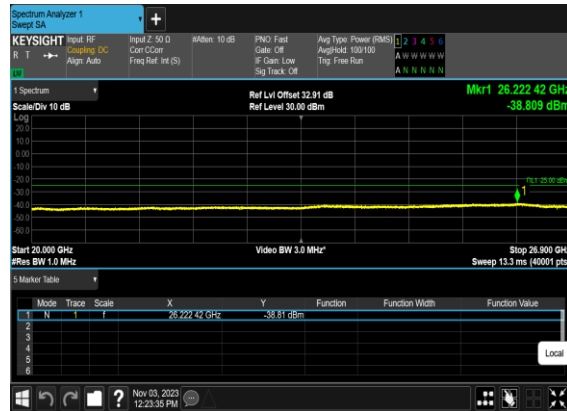 Spectrum Analyzer 1
Swept SA
+
KEYSIGHT Input: RF Input Z: 50 Ω #Atten: 10 dB PNO: Fast Avg Type: Power (RMS) 1 2 3 4 5 6
R T Coupling: DC Corr CCorr Gate: Off Avg|Hold: 100/100 A W W W W W
Align: Auto Freq Ref: Int (S) IF Gain: Low Trig: Free Run
Sig Track: Off A N N N N N
1 Spectrum
Ref Lvl Offset 32.91 dB Mkr1 26.222 42 GHz
Scale/Div 10 dB Ref Level 30.00 dBm -38.809 dBm
Log
20.0
10.0
0.00
-10.0
-20.0
DL1 -25.00 dBm
-30.0
1
-40.0
-50.0
-60.0
Start 20.000 GHz Video BW 3.0 MHz* Stop 26.900 GHz
#Res BW 1.0 MHz Sweep 13.3 ms (40001 pts)
5 Marker Table
Mode Trace Scale X Y Function Function Width Function Value
1 N 1 f 26.222 42 GHz -38.81 dBm
2
3
4
5
6
Local
? Nov 03, 2023
12:23:35 PM